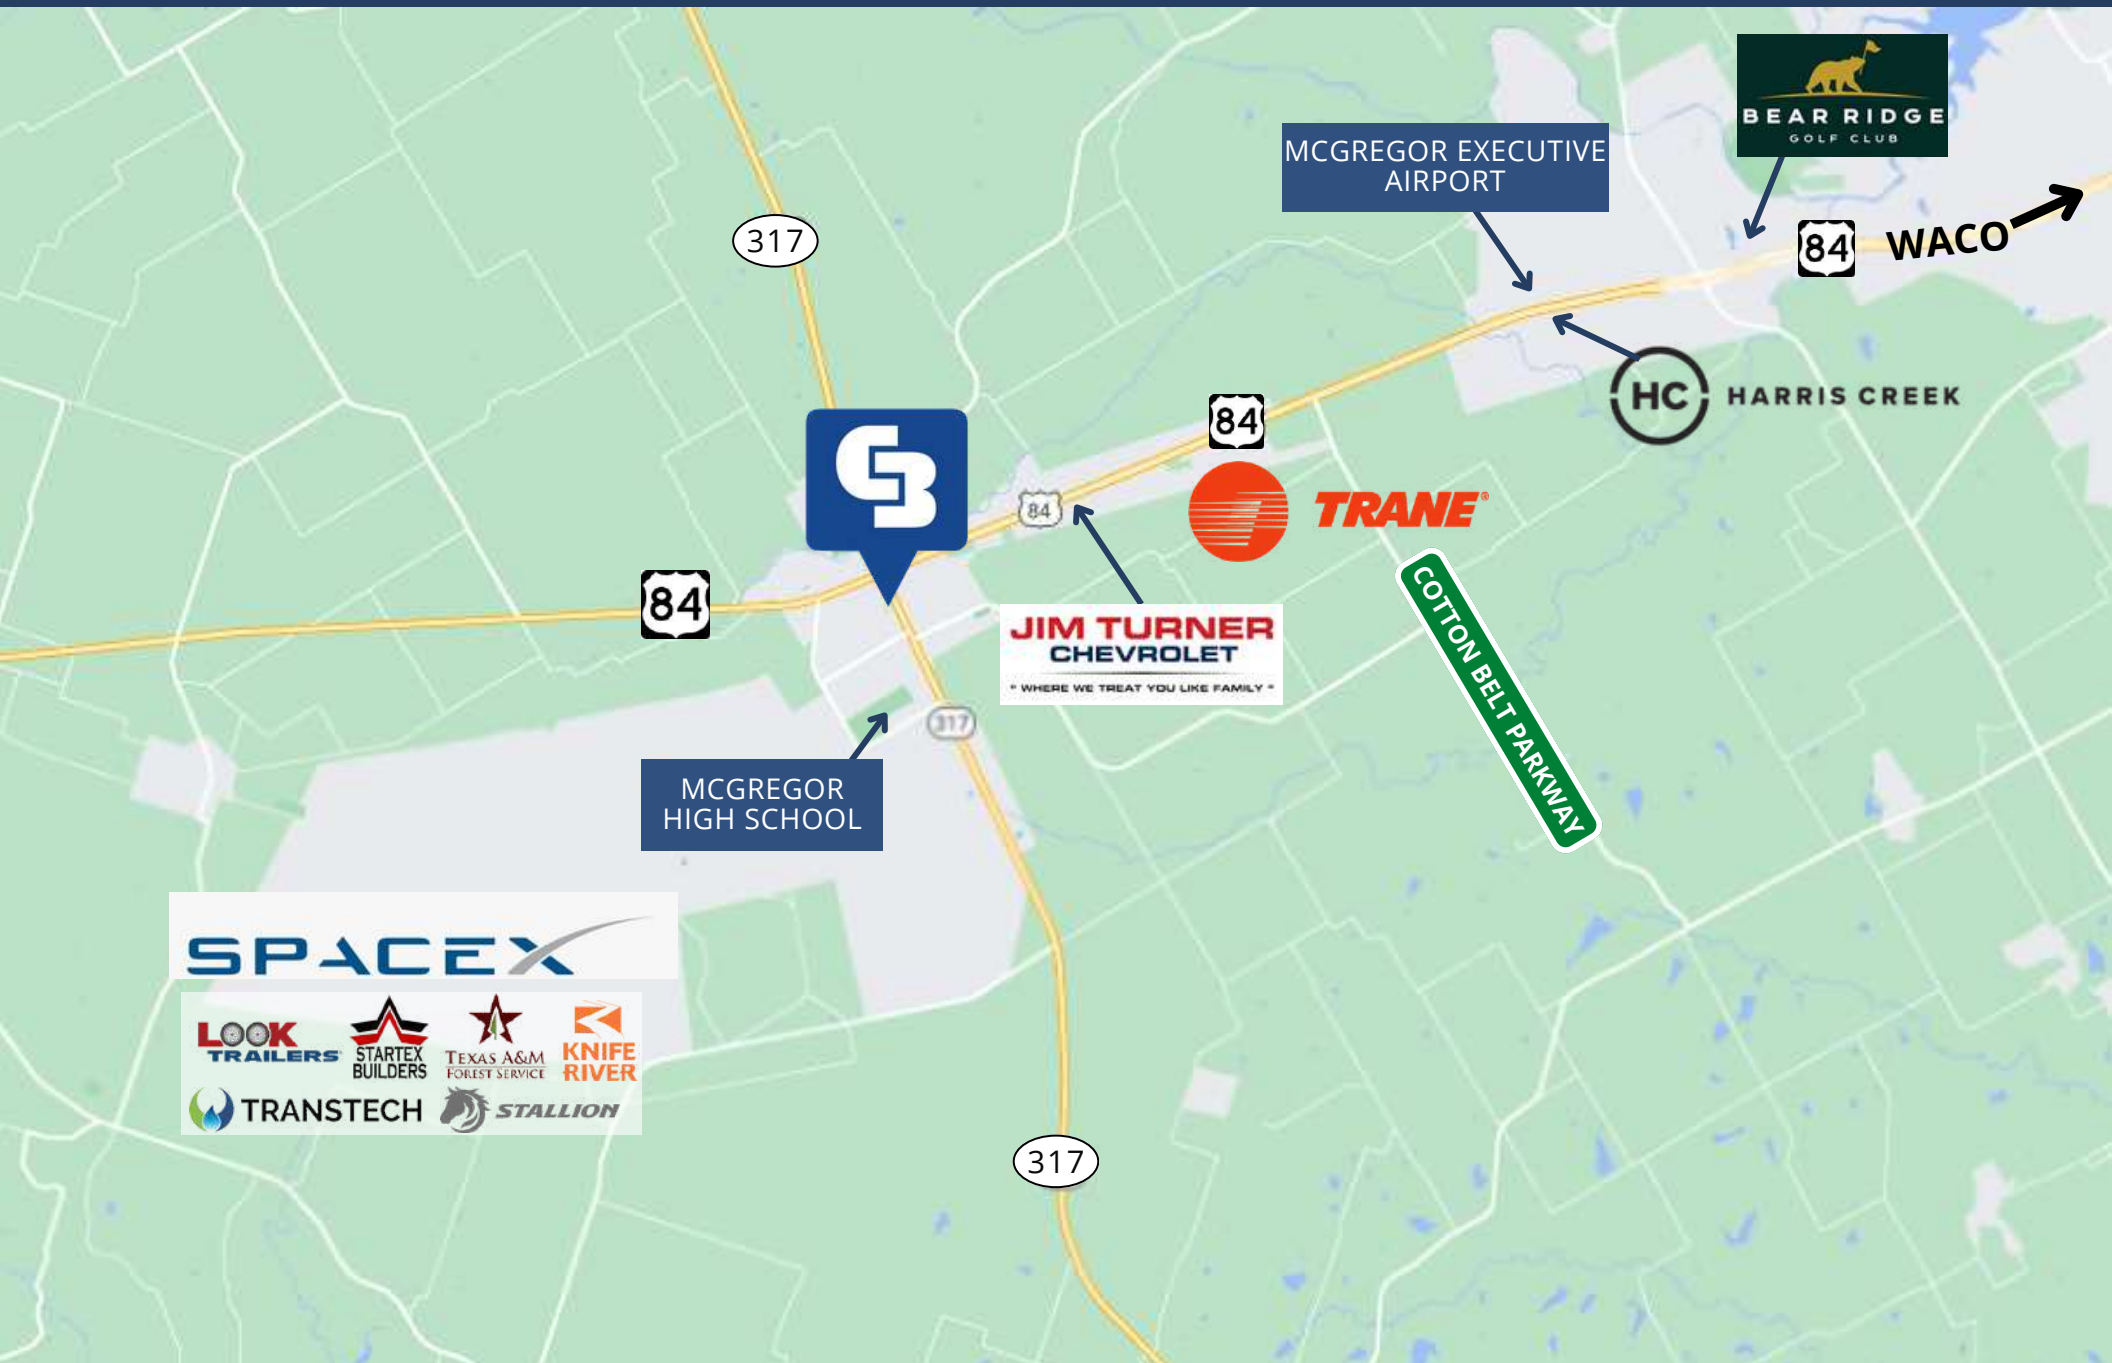 BEAR RIDGE
GOLF CLUB
MCGREGOR EXECUTIVE
AIRPORT
317
84
WACO
HC HARRIS CREEK
84
CB
84
TRANE®
84
COTTON BELT PARKWAY
JIM TURNER
CHEVROLET
" WHERE WE TREAT YOU LIKE FAMILY "
317
MCGREGOR
HIGH SCHOOL
SPACEX
LOOK
TRAILERS
STARTEX
BUILDERS
TEXAS A&M
FOREST SERVICE
KNIFE
RIVER
TRANSTECH
STALLION
317